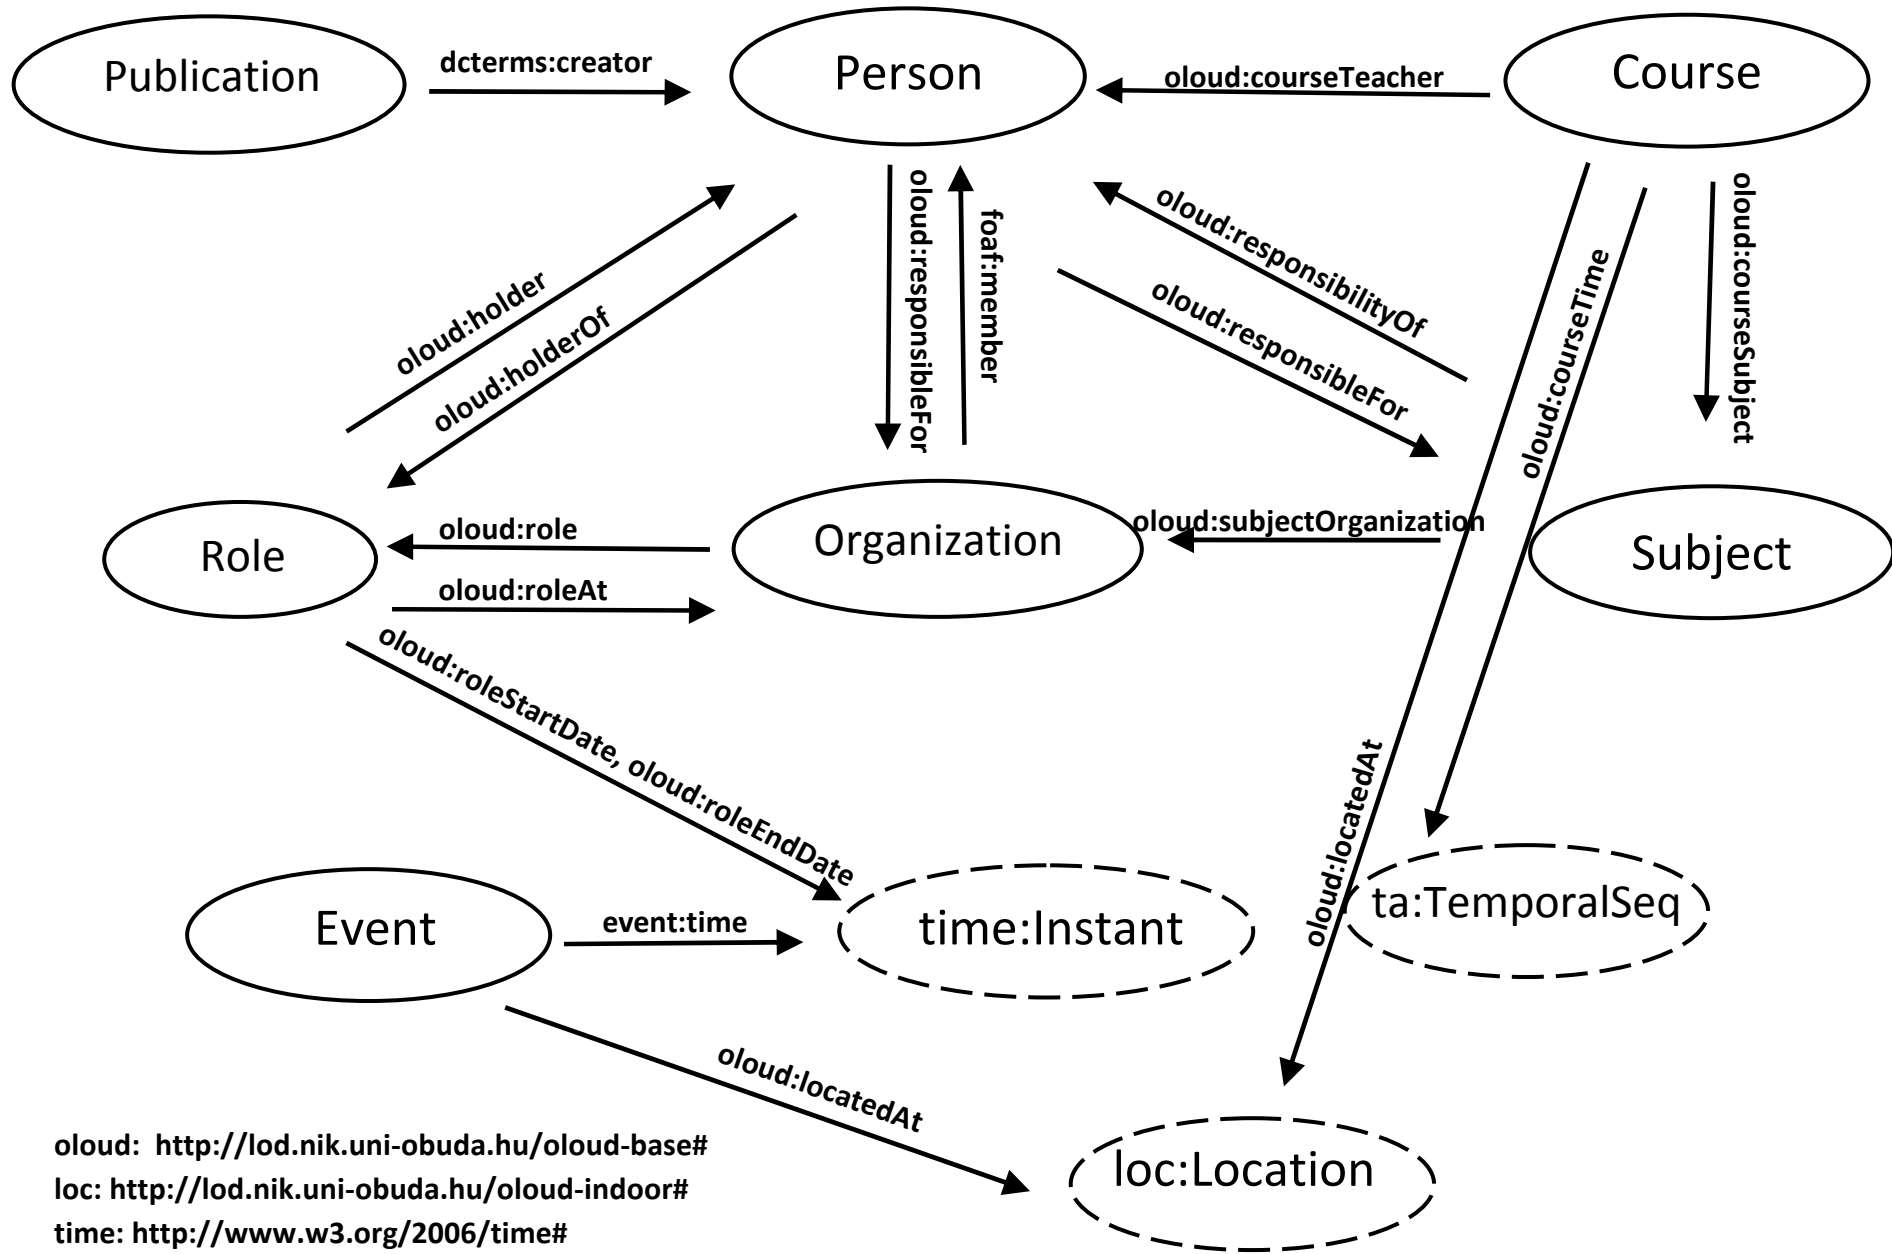 Publication
dcterms:creator
Person
oloud:courseTeacher
Course
oloud:holder
oloud:holderOf
oloud:responsibleFor
foaf:member
oloud:responsibilityOf
oloud:responsibleFor
oloud:courseTime
oloud:courseSubject
Role
oloud:role
oloud:roleAt
Organization
oloud:subjectOrganization
Subject
oloud:roleStartDate, oloud:roleEndDate
oloud:locatedAt
Event
event:time
time:Instant
ta:TemporalSeq
oloud:locatedAt
loc:Location
oloud: http://lod.nik.uni-obuda.hu/oloud-base#
loc: http://lod.nik.uni-obuda.hu/oloud-indoor#
time: http://www.w3.org/2006/time#